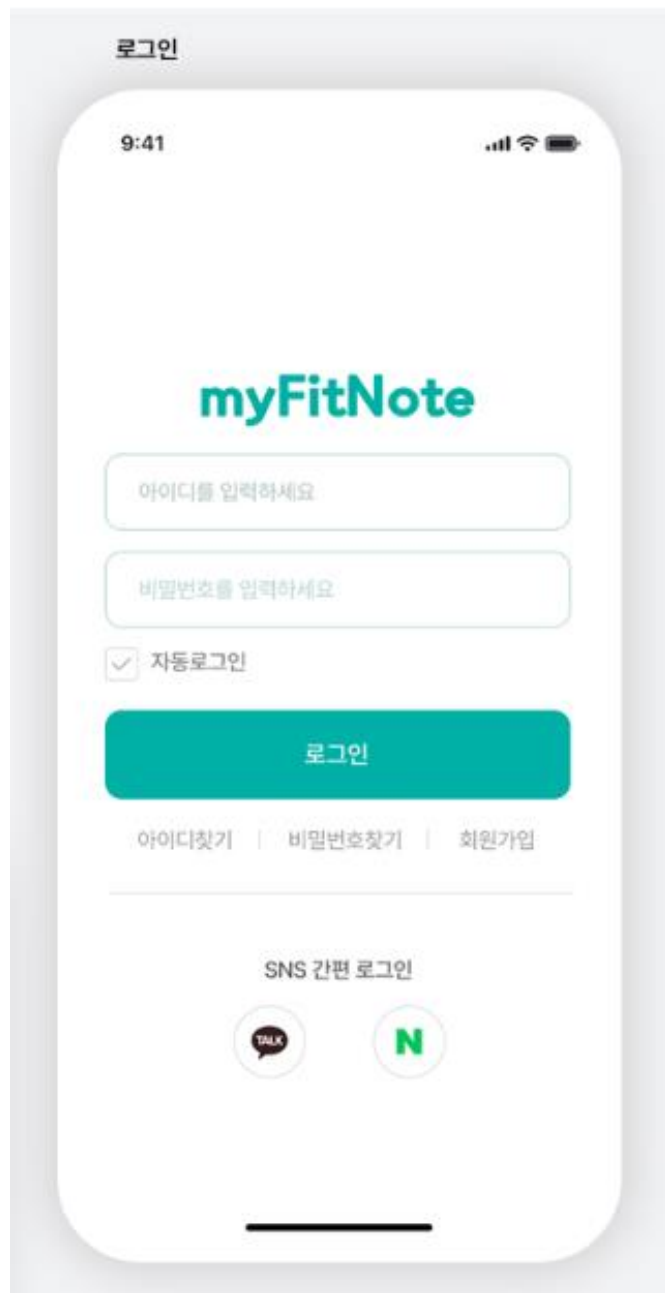 로그인
9:41
myFitNote
아이디를 입력하세요
비밀번호를 입력하세요
자동로그인
로그인
아이디찾기 | 비밀번호찾기 | 회원가입
SNS 간편 로그인
TALK N